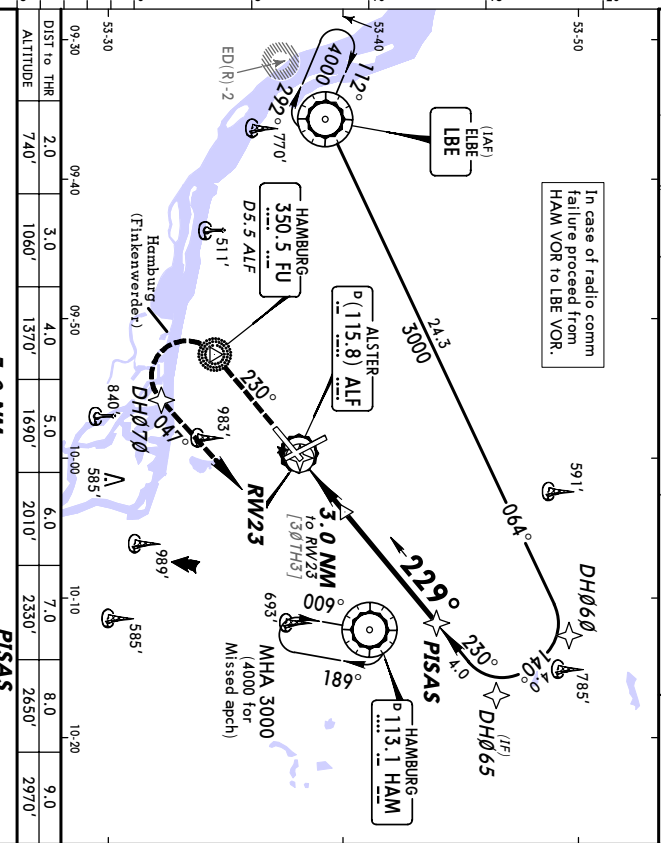 53-30
53-40
53-50
09-30
09-40
09-50
10-00
10-10
10-20
In case of radio comm
failure proceed from
HAM VOR to LBE VOR.
(IAF)
ELBE
LBE
112°
4000
292°
ED(R)-2
770'
511'
24.3
3000
064°
591'
DHØ60
140°
4.0
785'
(IF)
DHØ65
230°
4.0
PISAS
229°
HAMBURG
350.5 FU
D5.5 ALF
ALSTER
D (115.8) ALF
230°
Hamburg
(Finkenwerder)
DHØ7Ø
047°
983'
840'
585'
RW23
3.0 NM
to RW23
[3ØTH3]
989'
585'
693'
009°
189°
MHA 3000
(4000 for
Missed apch)
HAMBURG
D 113.1 HAM
DIST to THR 2.0 3.0 4.0 5.0 6.0 7.0 8.0 9.0
ALTITUDE 740' 1060' 1370' 1690' 2010' 2330' 2650' 2970'
PISAS